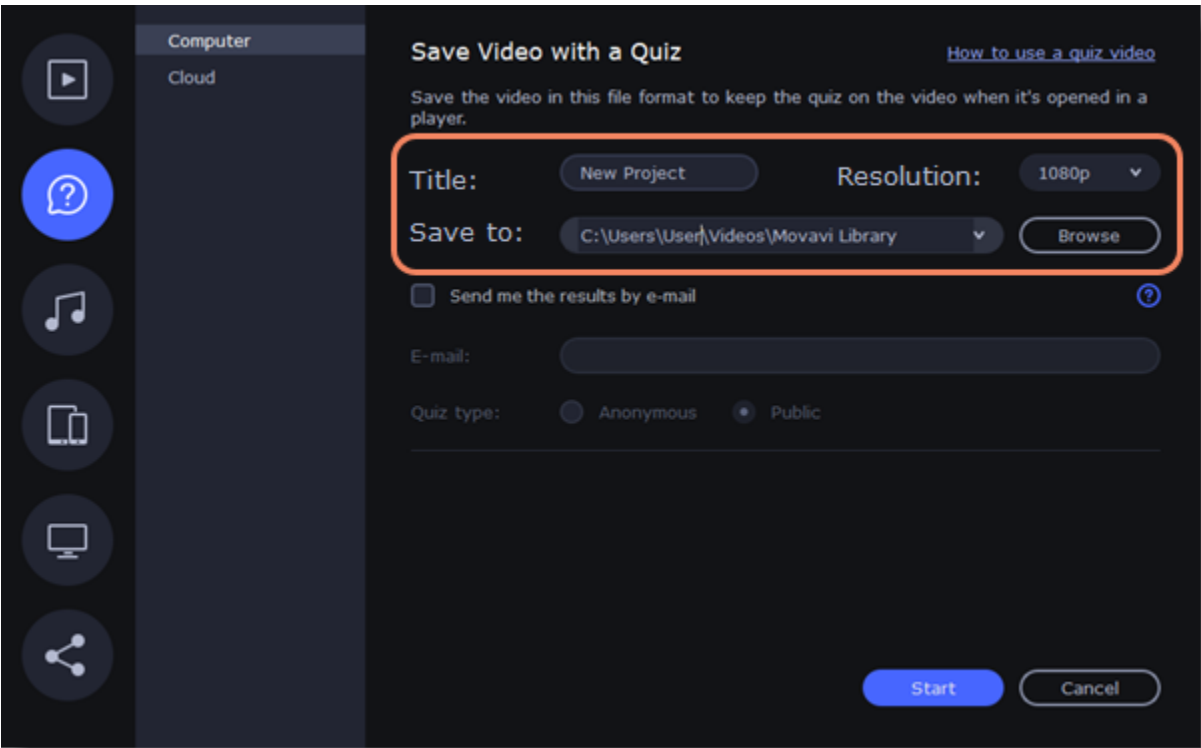 Computer
Cloud
Save Video with a Quiz
How to use a quiz video
Save the video in this file format to keep the quiz on the video when it's opened in a
player.
Title: New Project Resolution: 1080p
Save to: C:\Users\User\Videos\Movavi Library Browse
Send me the results by e-mail
E-mail:
Quiz type: Anonymous Public
Start Cancel